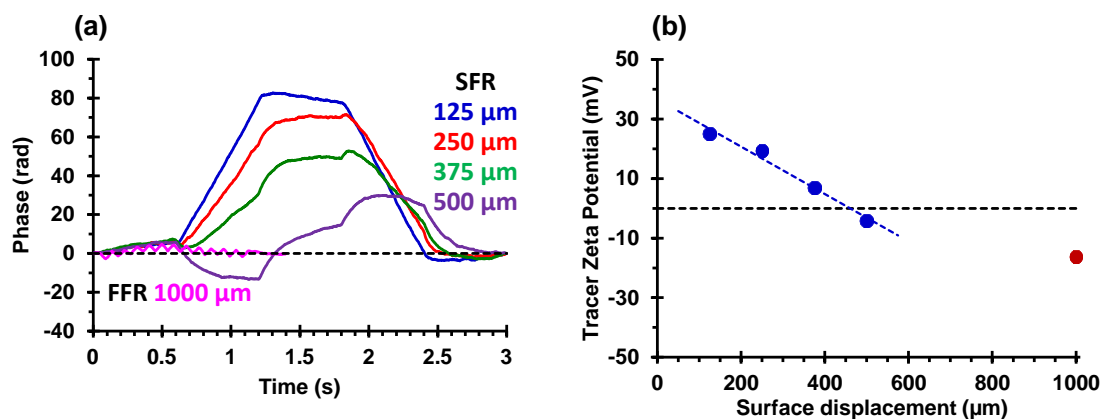 (a)
Phase (rad)
100
80
60
40
20
0
-20
-40
SFR
125 µm
250 µm
375 µm
500 µm
FFR 1000 µm
0 0.5 1 1.5 2 2.5 3
Time (s)
(b)
Tracer Zeta Potential (mV)
50
30
10
-10
-30
-50
0 200 400 600 800 1000
Surface displacement (µm)